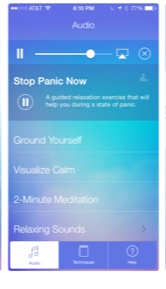 AT&T 8:10 PM 77%
Audio
Stop Panic Now
A guided relaxation exercise that will
help you during a state of panic.
Ground Yourself
Visualize Calm
2-Minute Meditation
Relaxing Sounds
Audio Techniques Help